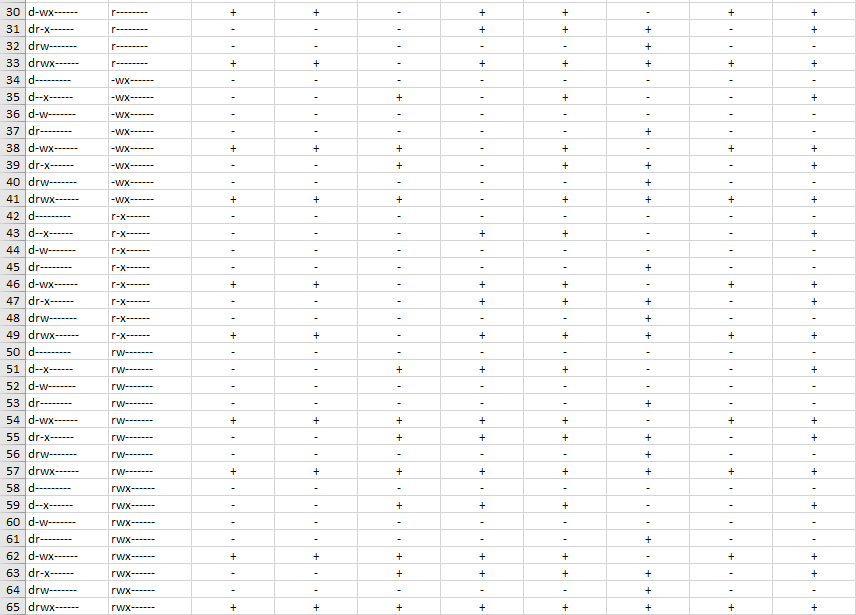 30 d-wx------ r-------- + + - + + - + +
31 dr-x------ r-------- - - - + + + - +
32 drw------- r-------- - - - - - + - -
33 drwx------ r-------- + + - + + + + +
34 d--------- -wx------ - - - - - - - -
35 d--x------ -wx------ - - + - + - - +
36 d-w------- -wx------ - - - - - - - -
37 dr-------- -wx------ - - - - - + - -
38 d-wx------ -wx------ + + + - + - + +
39 dr-x------ -wx------ - - + - + + - +
40 drw------- -wx------ - - - - - + - -
41 drwx------ -wx------ + + + - + + + +
42 d--------- r-x------ - - - - - - - -
43 d--x------ r-x------ - - - + + - - +
44 d-w------- r-x------ - - - - - - - -
45 dr-------- r-x------ - - - - - + - -
46 d-wx------ r-x------ + + - + + - + +
47 dr-x------ r-x------ - - - + + + - +
48 drw------- r-x------ - - - - - + - -
49 drwx------ r-x------ + + - + + + + +
50 d--------- rw------- - - - - - - - -
51 d--x------ rw------- - - + + + - - +
52 d-w------- rw------- - - - - - - - -
53 dr-------- rw------- - - - - - + - -
54 d-wx------ rw------- + + + + + - + +
55 dr-x------ rw------- - - + + + + - +
56 drw------- rw------- - - - - - + - -
57 drwx------ rw------- + + + + + + + +
58 d--------- rwx------ - - - - - - - -
59 d--x------ rwx------ - - + + + - - +
60 d-w------- rwx------ - - - - - - - -
61 dr-------- rwx------ - - - - - + - -
62 d-wx------ rwx------ + + + + + - + +
63 dr-x------ rwx------ - - + + + + - +
64 drw------- rwx------ - - - - - + - -
65 drwx------ rwx------ + + + + + + + +